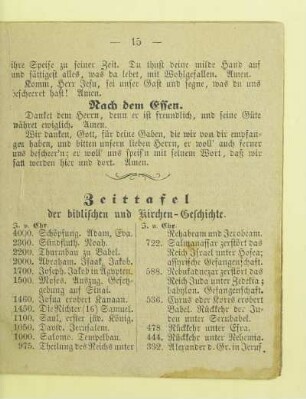 — 15 —
ihre Speise zu seiner Zeit. Du thust deine milde Hand auf
und sättigest alles, was da lebet, mit Wohlgefallen. Amen.
Komm, Herr Jesu, sei unser Gast und segne, was du uns
bescheeret hast! Amen.
Nach dem Essen.
Danket dem Herrn, denn er ist freundlich, und seine Güte
währet ewiglich. Amen.
Wir danken, Gott, für deine Gaben, die wir von dir empfan-
gen haben, und bitten unsern lieben Herrn, er woll' auch ferner
uns bescheer'n; er woll' uns speis'n mit seinem Wort, daß wir
satt werden hier und dort. Amen.
Zeittafel
der biblischen und Kirchen-Geschichte.
J. v. Chr.
4000. Schöpfung. Adam, Eva.
2300. Sündfluth. Noah.
2200. Thurmbau zu Babel.
2000. Abraham. Isaak. Jakob.
1700. Joseph. Jakob in Egypten.
1500. Moses. Auszug. Gesetz-
gebung auf Sinai.
1460. Josua erobert Kanaan.
1450. Die Richter (16) Samuel.
1100. Saul, erster jüd. König.
1050. David. Jerusalem.
1000. Salomo. Tempelbau.
975. Theilung des Reichs unter
J. v. Chr.
Rehabeam und Jerobeam.
722. Salmanassar zerstört das
Reich Israel unter Hosea;
assyrische Gefangenschaft.
588. Nebukadnezar zerstört das
Reich Juda unter Zedekia;
babylon. Gefangenschaft.
536. Cyrus oder Kores erobert
Babel. Rückkehr der Ju-
den unter Serubabel.
478. Rückkehr unter Esra.
444. Rückkehr unter Nehemia.
332. Alexander d. Gr. in Jeruf